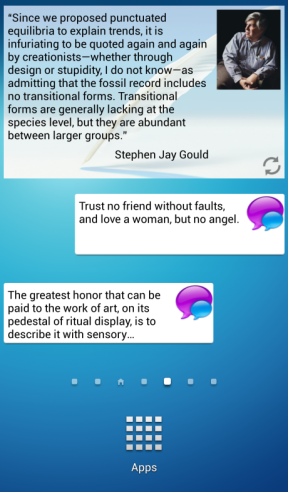 “Since we proposed punctuated
equilibria to explain trends, it is
infuriating to be quoted again and again
by creationists—whether through
design or stupidity, I do not know—as
admitting that the fossil record includes
no transitional forms. Transitional
forms are generally lacking at the
species level, but they are abundant
between larger groups.”
Stephen Jay Gould
Trust no friend without faults,
and love a woman, but no angel.
The greatest honor that can be
paid to the work of art, on its
pedestal of ritual display, is to
describe it with sensory...
Apps